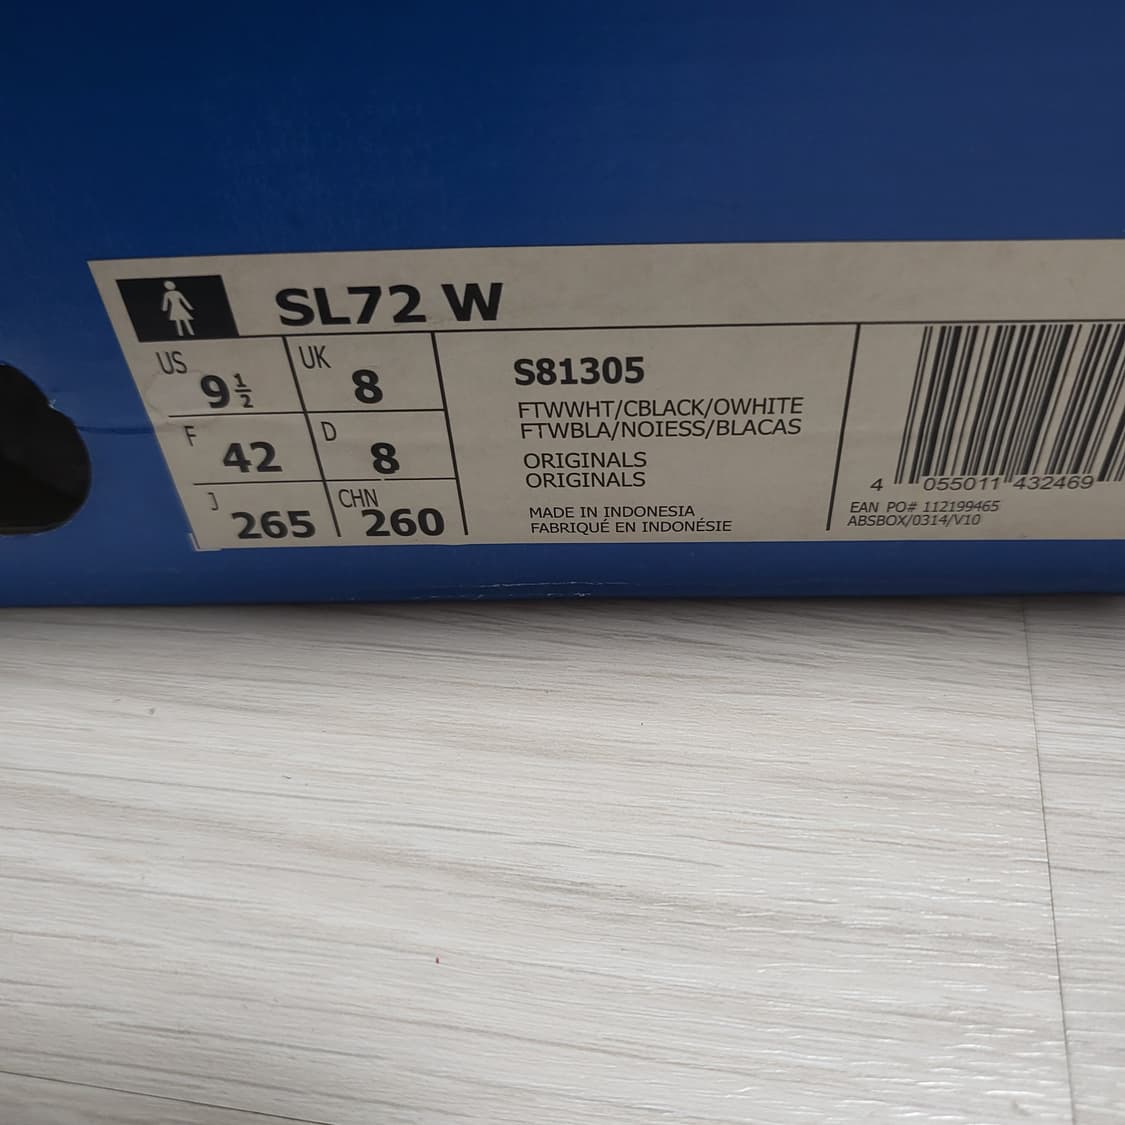 SL72 W
US 9½ UK 8
F 42 D 8
J 265 CHN 260
S81305
FTWWHT/CBLACK/OWHITE
FTWBLA/NOIESS/BLACAS
ORIGINALS
ORIGINALS
MADE IN INDONESIA
FABRIQUÉ EN INDONÉSIE
4 055011 432469
EAN PO# 112199465
ABSBOX/0314/V10